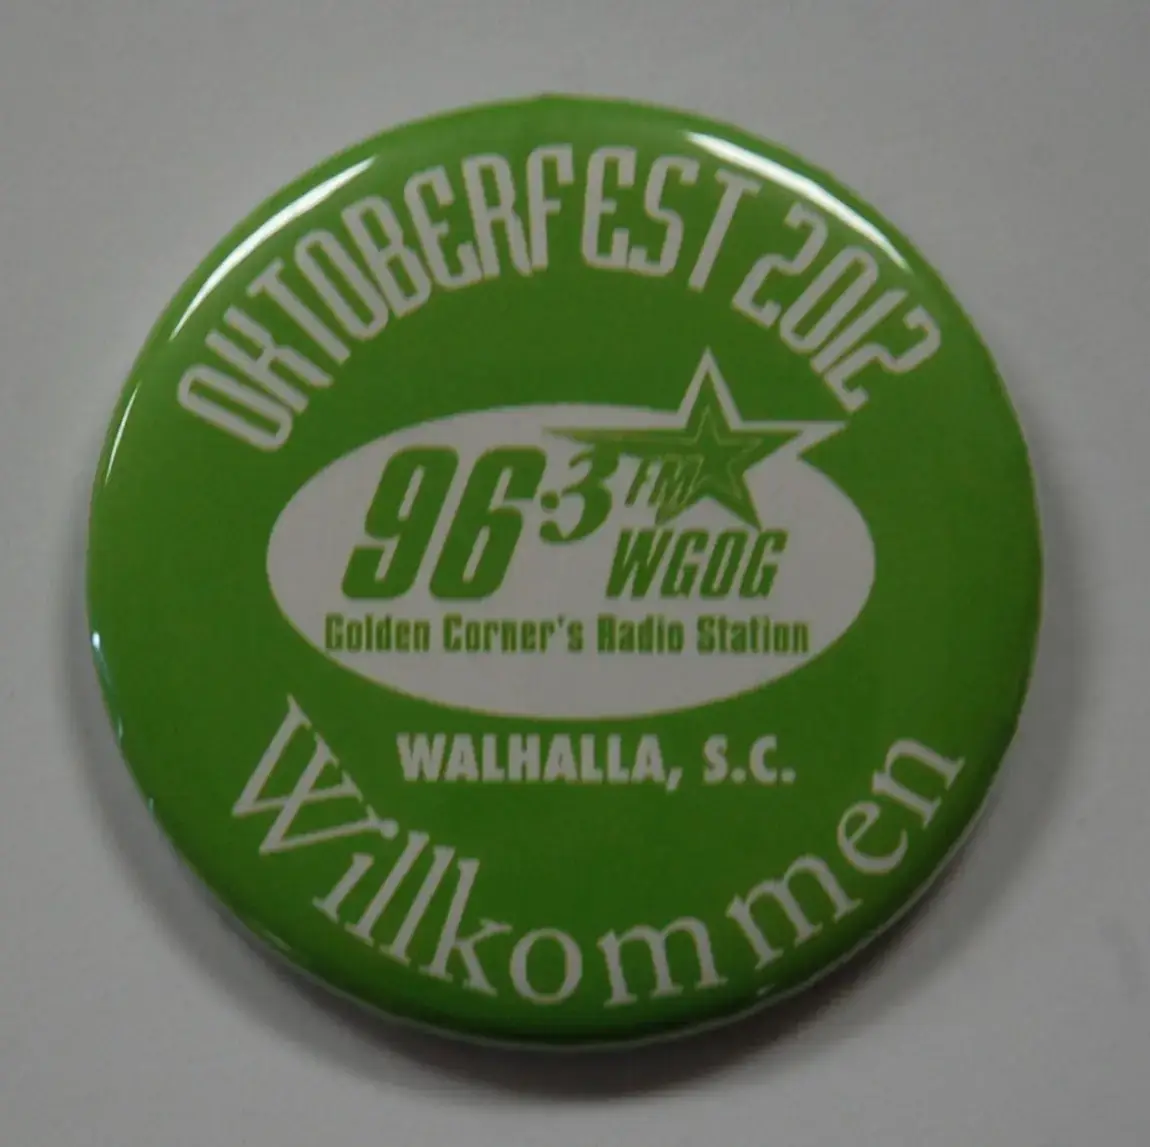 OKTOBERFEST 2012
96.3 FM
WGOG
Golden Corner's Radio Station
WALHALLA, S.C.
Willkommen